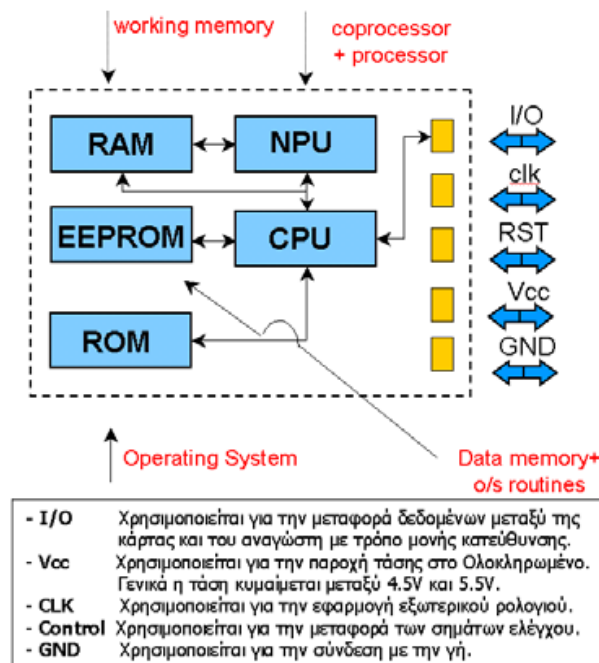 working memory
coprocessor
+ processor
RAM
NPU
I/O
clk
EEPROM
CPU
RST
Vcc
ROM
GND
Operating System
Data memory+
o/s routines
- I/O Χρησιμοποιείται για την μεταφορά δεδομένων μεταξύ της
κάρτας και του αναγώστη με τρόπο μονής κατεύθυνσης.
- Vcc Χρησιμοποιείται για την παροχή τάσης στο Ολοκληρωμένο.
Γενικά η τάση κυμαίμεται μεταξύ 4.5V και 5.5V.
- CLK Χρησιμοποιείται για την εφαρμογή εξωτερικού ρολογιού.
- Control Χρησιμοποιείται για την μεταφορά των σημάτων ελέγχου.
- GND Χρησιμοποιείται για την σύνδεση με την γή.